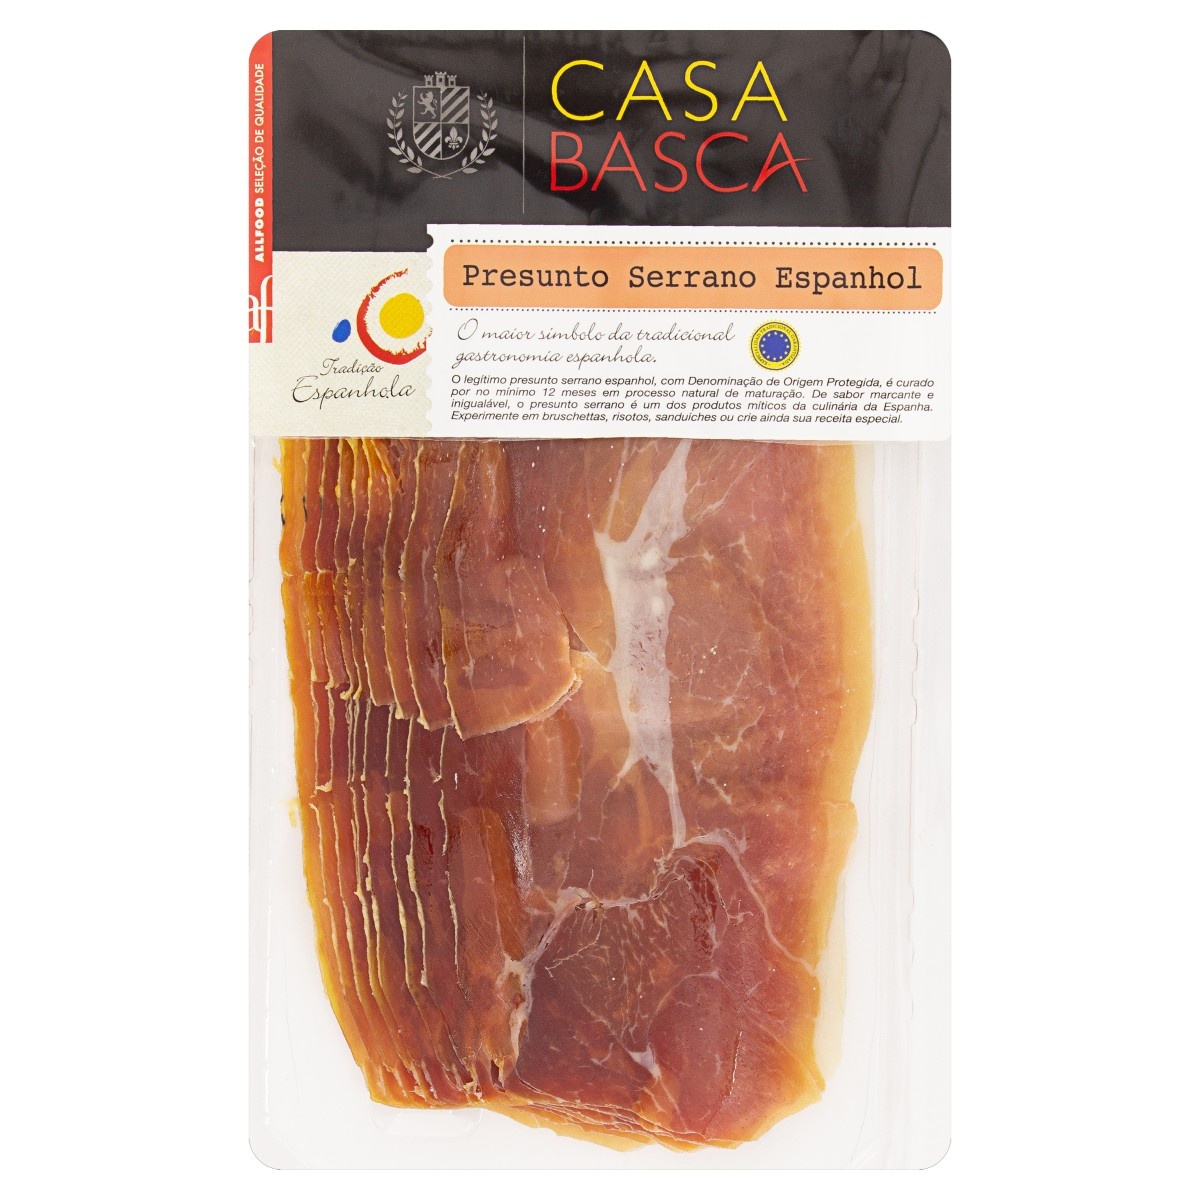 CASA
BASCA
ALLFOOD SELEÇÃO DE QUALIDADE
af
Presunto Serrano Espanhol
O maior símbolo da tradicional
gastronomia espanhola.
Tradição
Espanhola
O legítimo presunto serrano espanhol, com Denominação de Origem Protegida, é curado
por no mínimo 12 meses em processo natural de maturação. De sabor marcante e
inigualável, o presunto serrano é um dos produtos míticos da culinária da Espanha.
Experimente em bruschettas, risotos, sanduíches ou crie ainda sua receita especial.